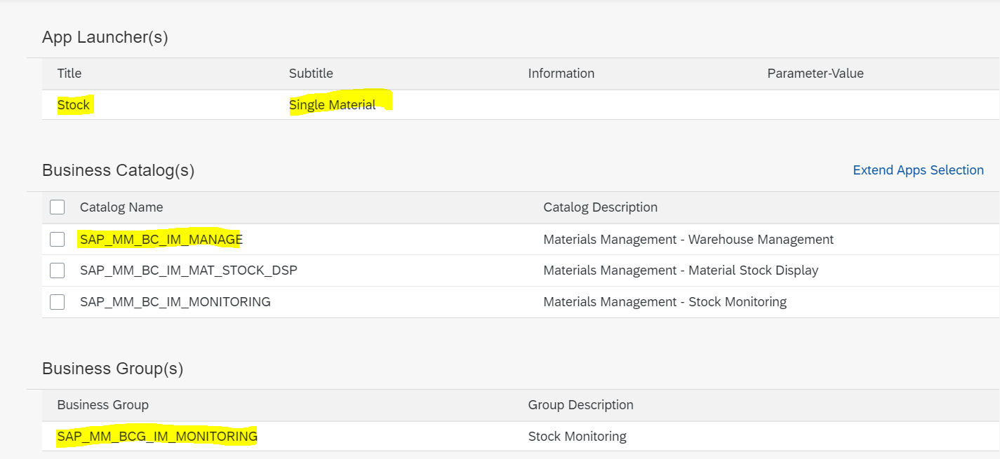 App Launcher(s)
Title Subtitle Information Parameter-Value
Stock Single Material
Business Catalog(s) Extend Apps Selection
Catalog Name Catalog Description
SAP_MM_BC_IM_MANAGE Materials Management - Warehouse Management
SAP_MM_BC_IM_MAT_STOCK_DSP Materials Management - Material Stock Display
SAP_MM_BC_IM_MONITORING Materials Management - Stock Monitoring
Business Group(s)
Business Group Group Description
SAP_MM_BCG_IM_MONITORING Stock Monitoring